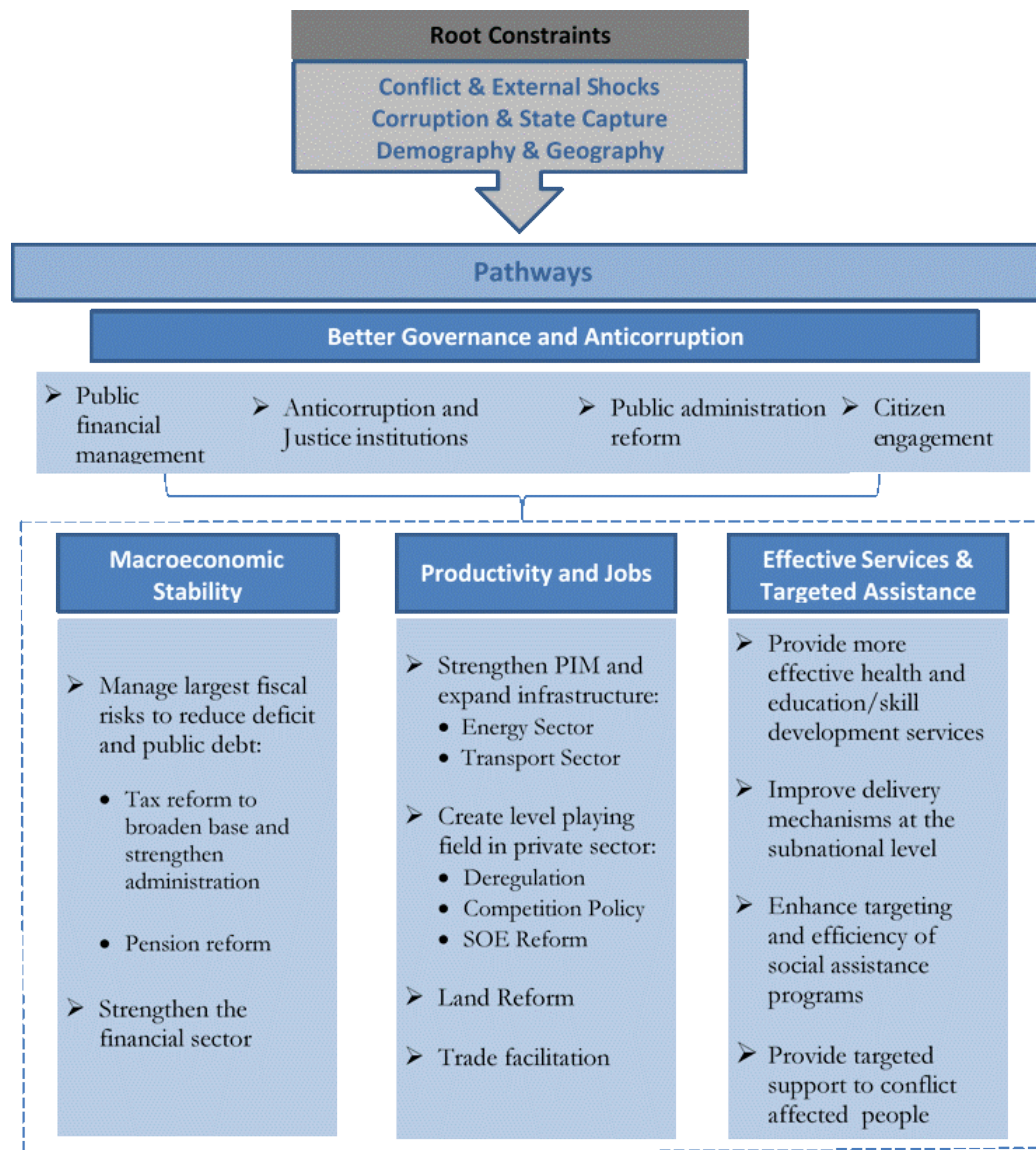 Root Constraints
Conflict & External Shocks
Corruption & State Capture
Demography & Geography
Pathways
Better Governance and Anticorruption
➢ Public
financial
management
➢ Anticorruption and
Justice institutions
➢ Public administration
reform
➢ Citizen
engagement
Macroeconomic
Stability
➢ Manage largest fiscal
risks to reduce deficit
and public debt:
• Tax reform to
broaden base and
strengthen
administration
• Pension reform
➢ Strengthen the
financial sector
Productivity and Jobs
➢ Strengthen PIM and
expand infrastructure:
• Energy Sector
• Transport Sector
➢ Create level playing
field in private sector:
• Deregulation
• Competition Policy
• SOE Reform
➢ Land Reform
➢ Trade facilitation
Effective Services &
Targeted Assistance
➢ Provide more
effective health and
education/skill
development services
➢ Improve delivery
mechanisms at the
subnational level
➢ Enhance targeting
and efficiency of
social assistance
programs
➢ Provide targeted
support to conflict
affected people